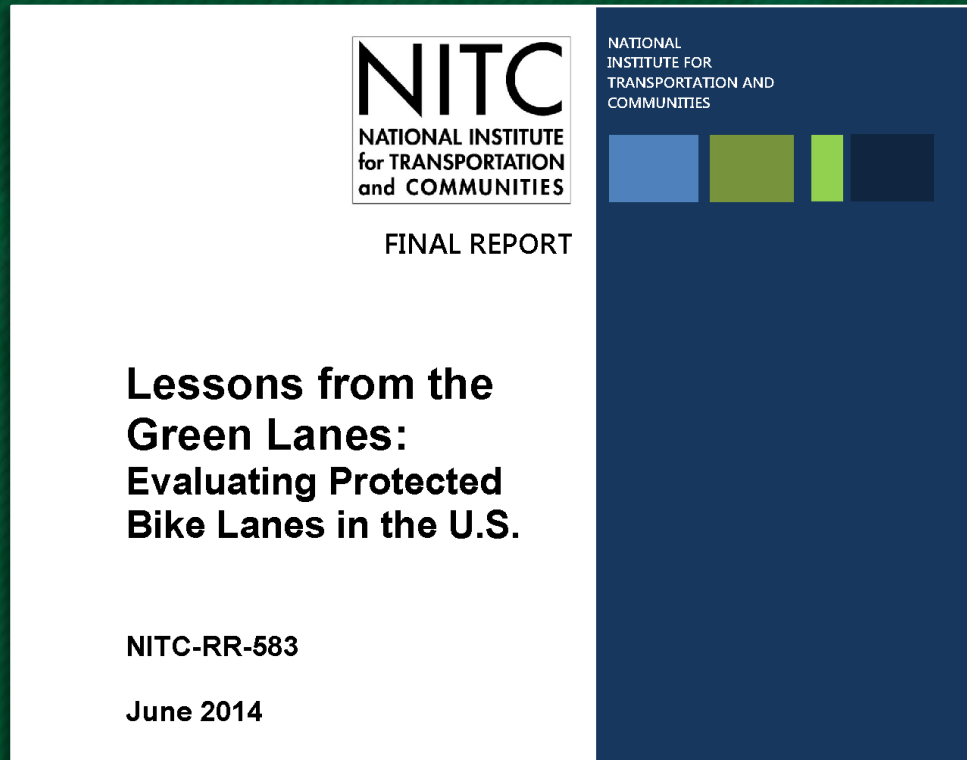 NITC
NATIONAL INSTITUTE
for TRANSPORTATION
and COMMUNITIES
FINAL REPORT
NATIONAL
INSTITUTE FOR
TRANSPORTATION AND
COMMUNITIES
Lessons from the
Green Lanes:
Evaluating Protected
Bike Lanes in the U.S.
NITC-RR-583
June 2014